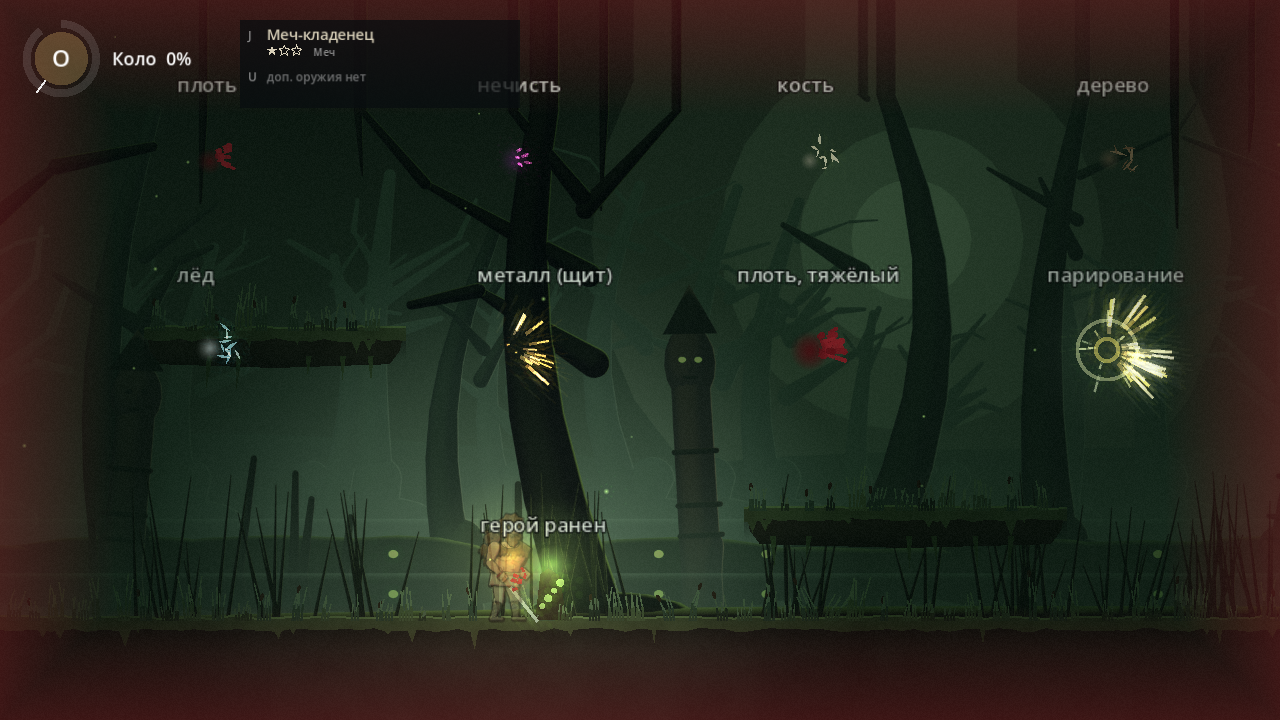 О
Коло 0%
J Меч-кладенец
★☆☆ Меч
U доп. оружия нет
плоть
нечисть
кость
дерево
лёд
металл (щит)
плоть, тяжёлый
парирование
герой ранен